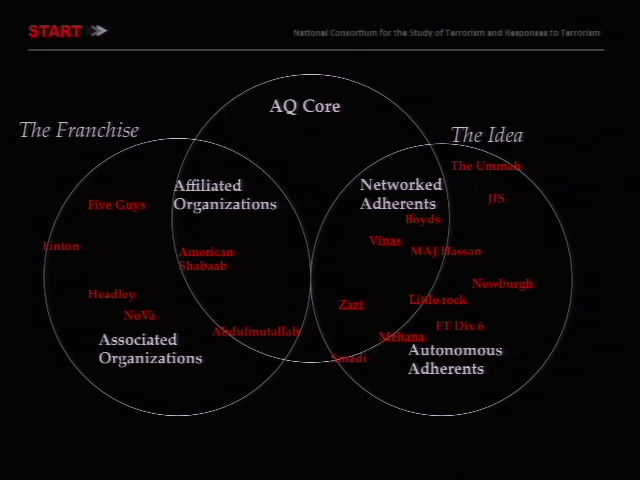 START
National Consortium for the Study of Terrorism and Responses to Terrorism
AQ Core
The Franchise
The Idea
The Ummah
Affiliated
Organizations
Networked
Adherents
JIS
Five Guys
Boyds
Vinas
Linton
American
Shabaab
MAJ Hassan
Newburgh
Headley
Little rock
Zazi
NoVa
FT Dix 6
Abdulmutallab
Mehana
Associated
Organizations
Smadi
Autonomous
Adherents